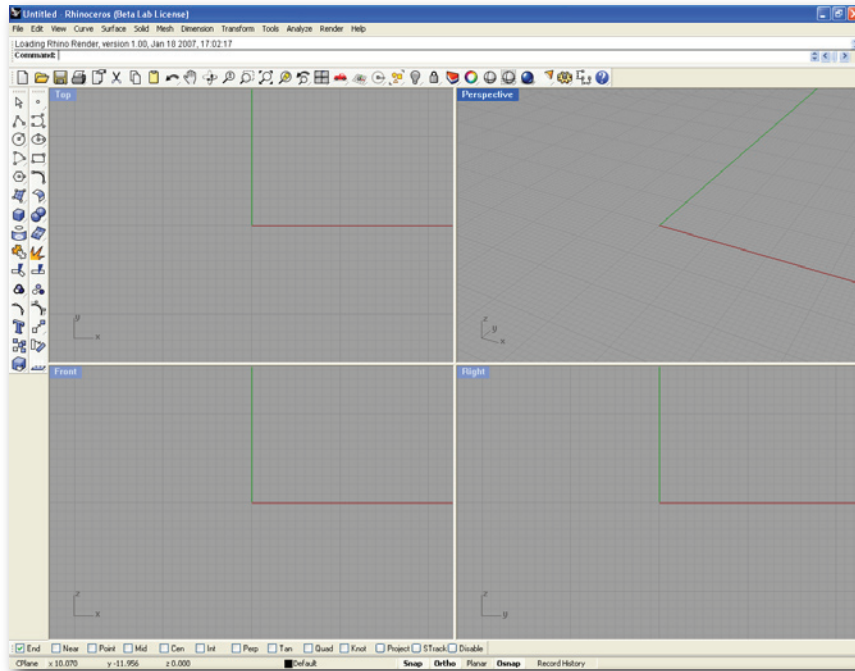 Untitled - Rhinoceros (Beta Lab License)
File Edit View Curve Surface Solid Mesh Dimension Transform Tools Analyze Render Help
Loading Rhino Render, version 1.00, Jan 18 2007, 17:02:17
Command:
Top
Perspective
y
x
z
y
x
Front
Right
z
x
z
y
End Near Point Mid Cen Int Perp Tan Quad Knot Project STrack Disable
CPlane x 10.070 y -11.956 z 0.000 Default Snap Ortho Planar Osnap Record History